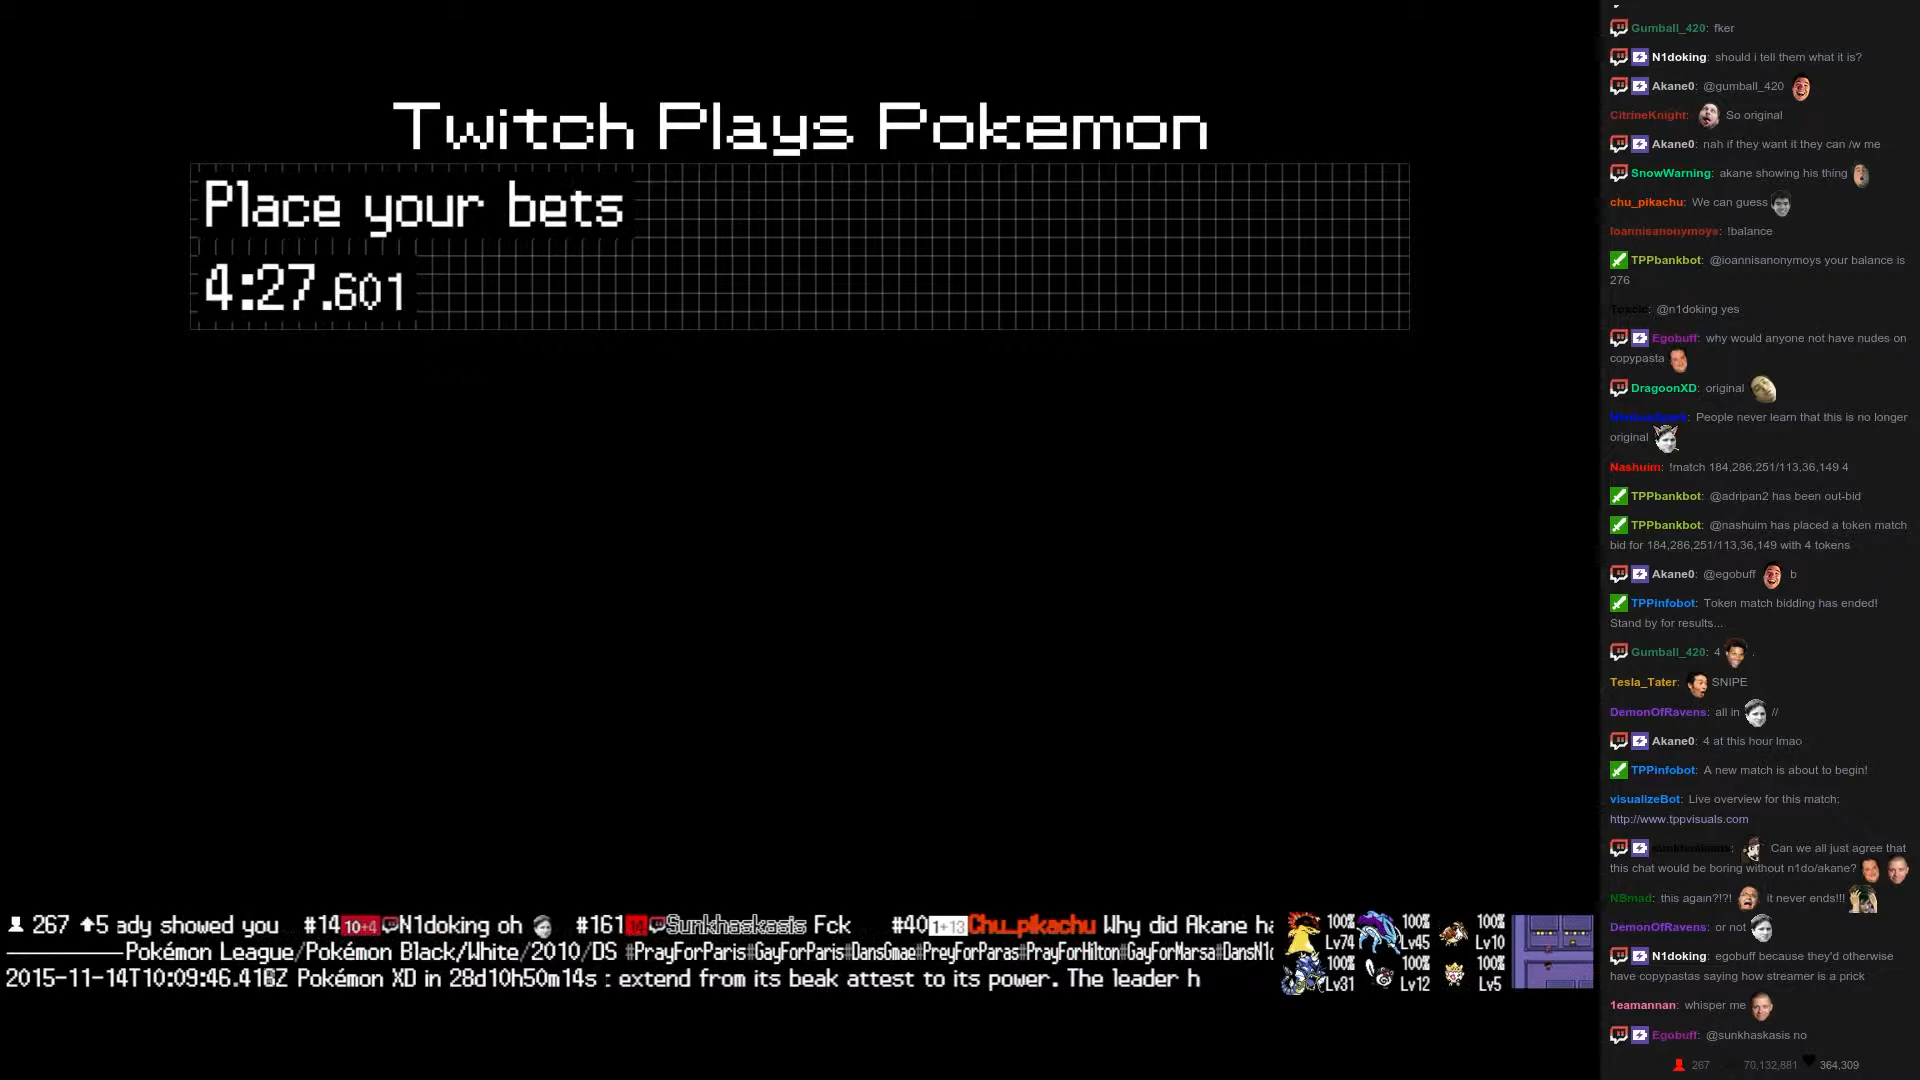 Twitch Plays Pokemon
Place your bets
4:27.601
267 5 ady showed you #14 10+4 N1doking oh #161 14 Sunkhaskasis Fck #40 1+13 Chu_pikachu Why did Akane ha
Pokémon League/Pokémon Black/White/2010/DS #PrayForParis#GayForParis#DansGmae#PreyForParas#PrayForHilton#GayForMarsa#DansN1d
2015-11-14T10:09:46.416Z Pokémon XD in 28d10h50m14s : extend from its beak attest to its power. The leader h
100% 100% 100%
Lv74 Lv45 Lv10
100% 100% 100%
Lv31 Lv12 Lv5
Gumball_420: fker
N1doking: should i tell them what it is?
Akane0: @gumball_420
CitrineKnight: So original
Akane0: nah if they want it they can /w me
SnowWarning: akane showing his thing
chu_pikachu: We can guess
Ioannisanonymoys: !balance
TPPbankbot: @ioannisanonymoys your balance is
276
: @n1doking yes
Egobuff: why would anyone not have nudes on
copypasta
DragoonXD: original
: People never learn that this is no longer
original
Nashuim: !match 184,286,251/113,36,149 4
TPPbankbot: @adripan2 has been out-bid
TPPbankbot: @nashuim has placed a token match
bid for 184,286,251/113,36,149 with 4 tokens
Akane0: @egobuff b
TPPinfobot: Token match bidding has ended!
Stand by for results...
Gumball_420: 4 .
Tesla_Tater: SNIPE
DemonOfRavens: all in //
Akane0: 4 at this hour lmao
TPPinfobot: A new match is about to begin!
visualizeBot: Live overview for this match:
http://www.tppvisuals.com
sunkhaskasis: Can we all just agree that
this chat would be boring without n1do/akane?
NBmad: this again?!?! it never ends!!!
DemonOfRavens: or not
N1doking: egobuff because they'd otherwise
have copypastas saying how streamer is a prick
1eamannan: whisper me
Egobuff: @sunkhaskasis no
267 70,132,881 364,309